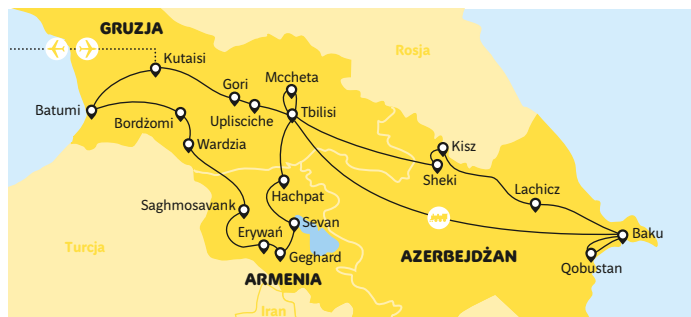 GRUZJA
Rosja
Kutaisi
Mccheta
Gori
Batumi
Uplisciche
Tbilisi
Bordżomi
Wardzia
Kisz
Sheki
Hachpat
Lachicz
Saghmosavank
Sevan
Erywań
Baku
Turcja
Geghard
AZERBEJDŻAN
Qobustan
ARMENIA
Iran